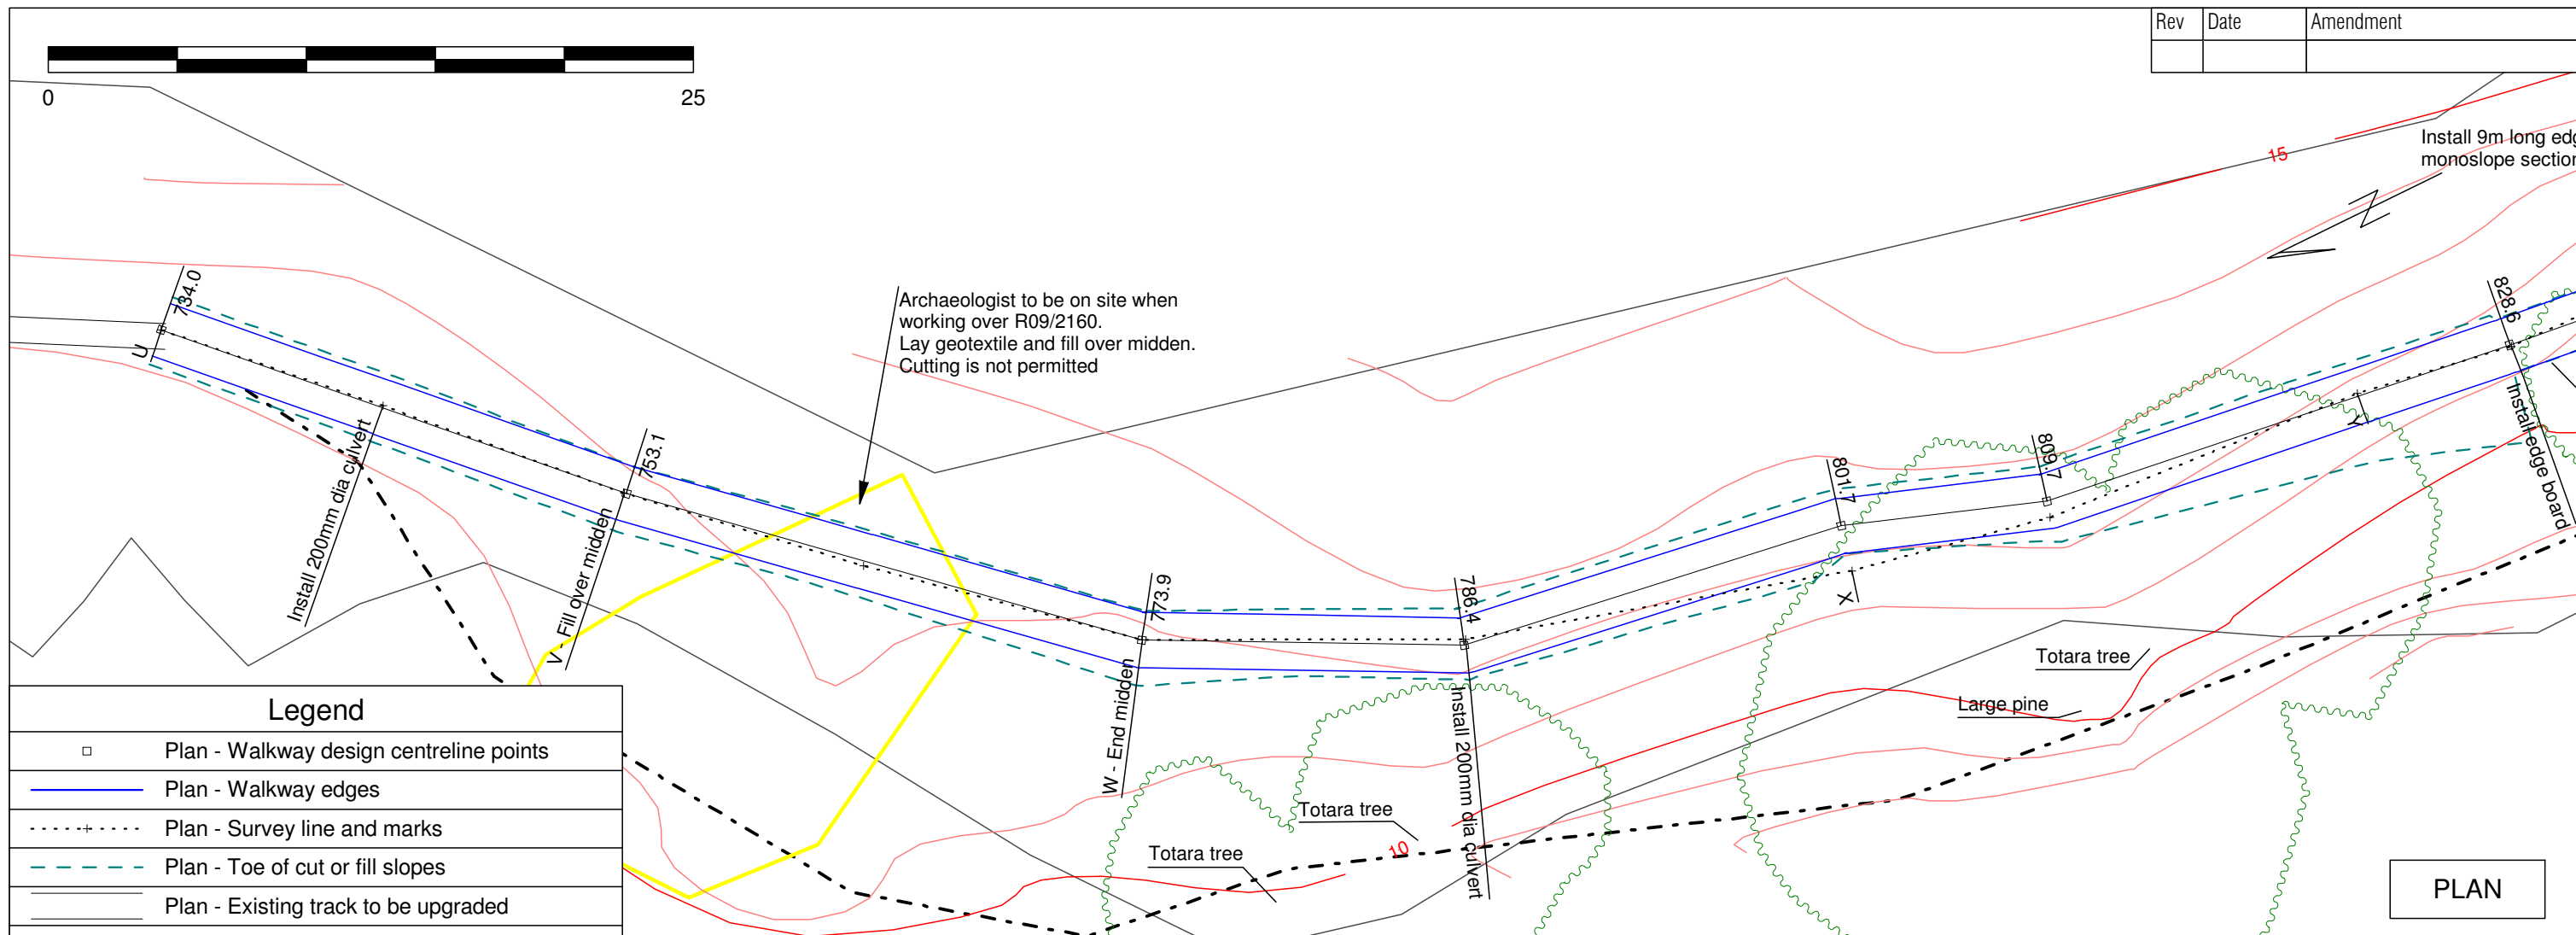 Rev Date Amendment
0 25
15
Install 9m long
monoslope
734.0
U
Install 200mm dia culvert
753.1
V - Fill over midden
Archaeologist to be on site when
working over R09/2160.
Lay geotextile and fill over midden.
Cutting is not permitted
773.9
W - End midden
786.4
Install 200mm dia culvert
801.7
X
809.7
Y
828.6
Install edge board
Totara tree
Large pine
Totara tree
Totara tree
10
Legend
Plan - Walkway design centreline points
Plan - Walkway edges
Plan - Survey line and marks
Plan - Toe of cut or fill slopes
Plan - Existing track to be upgraded
PLAN